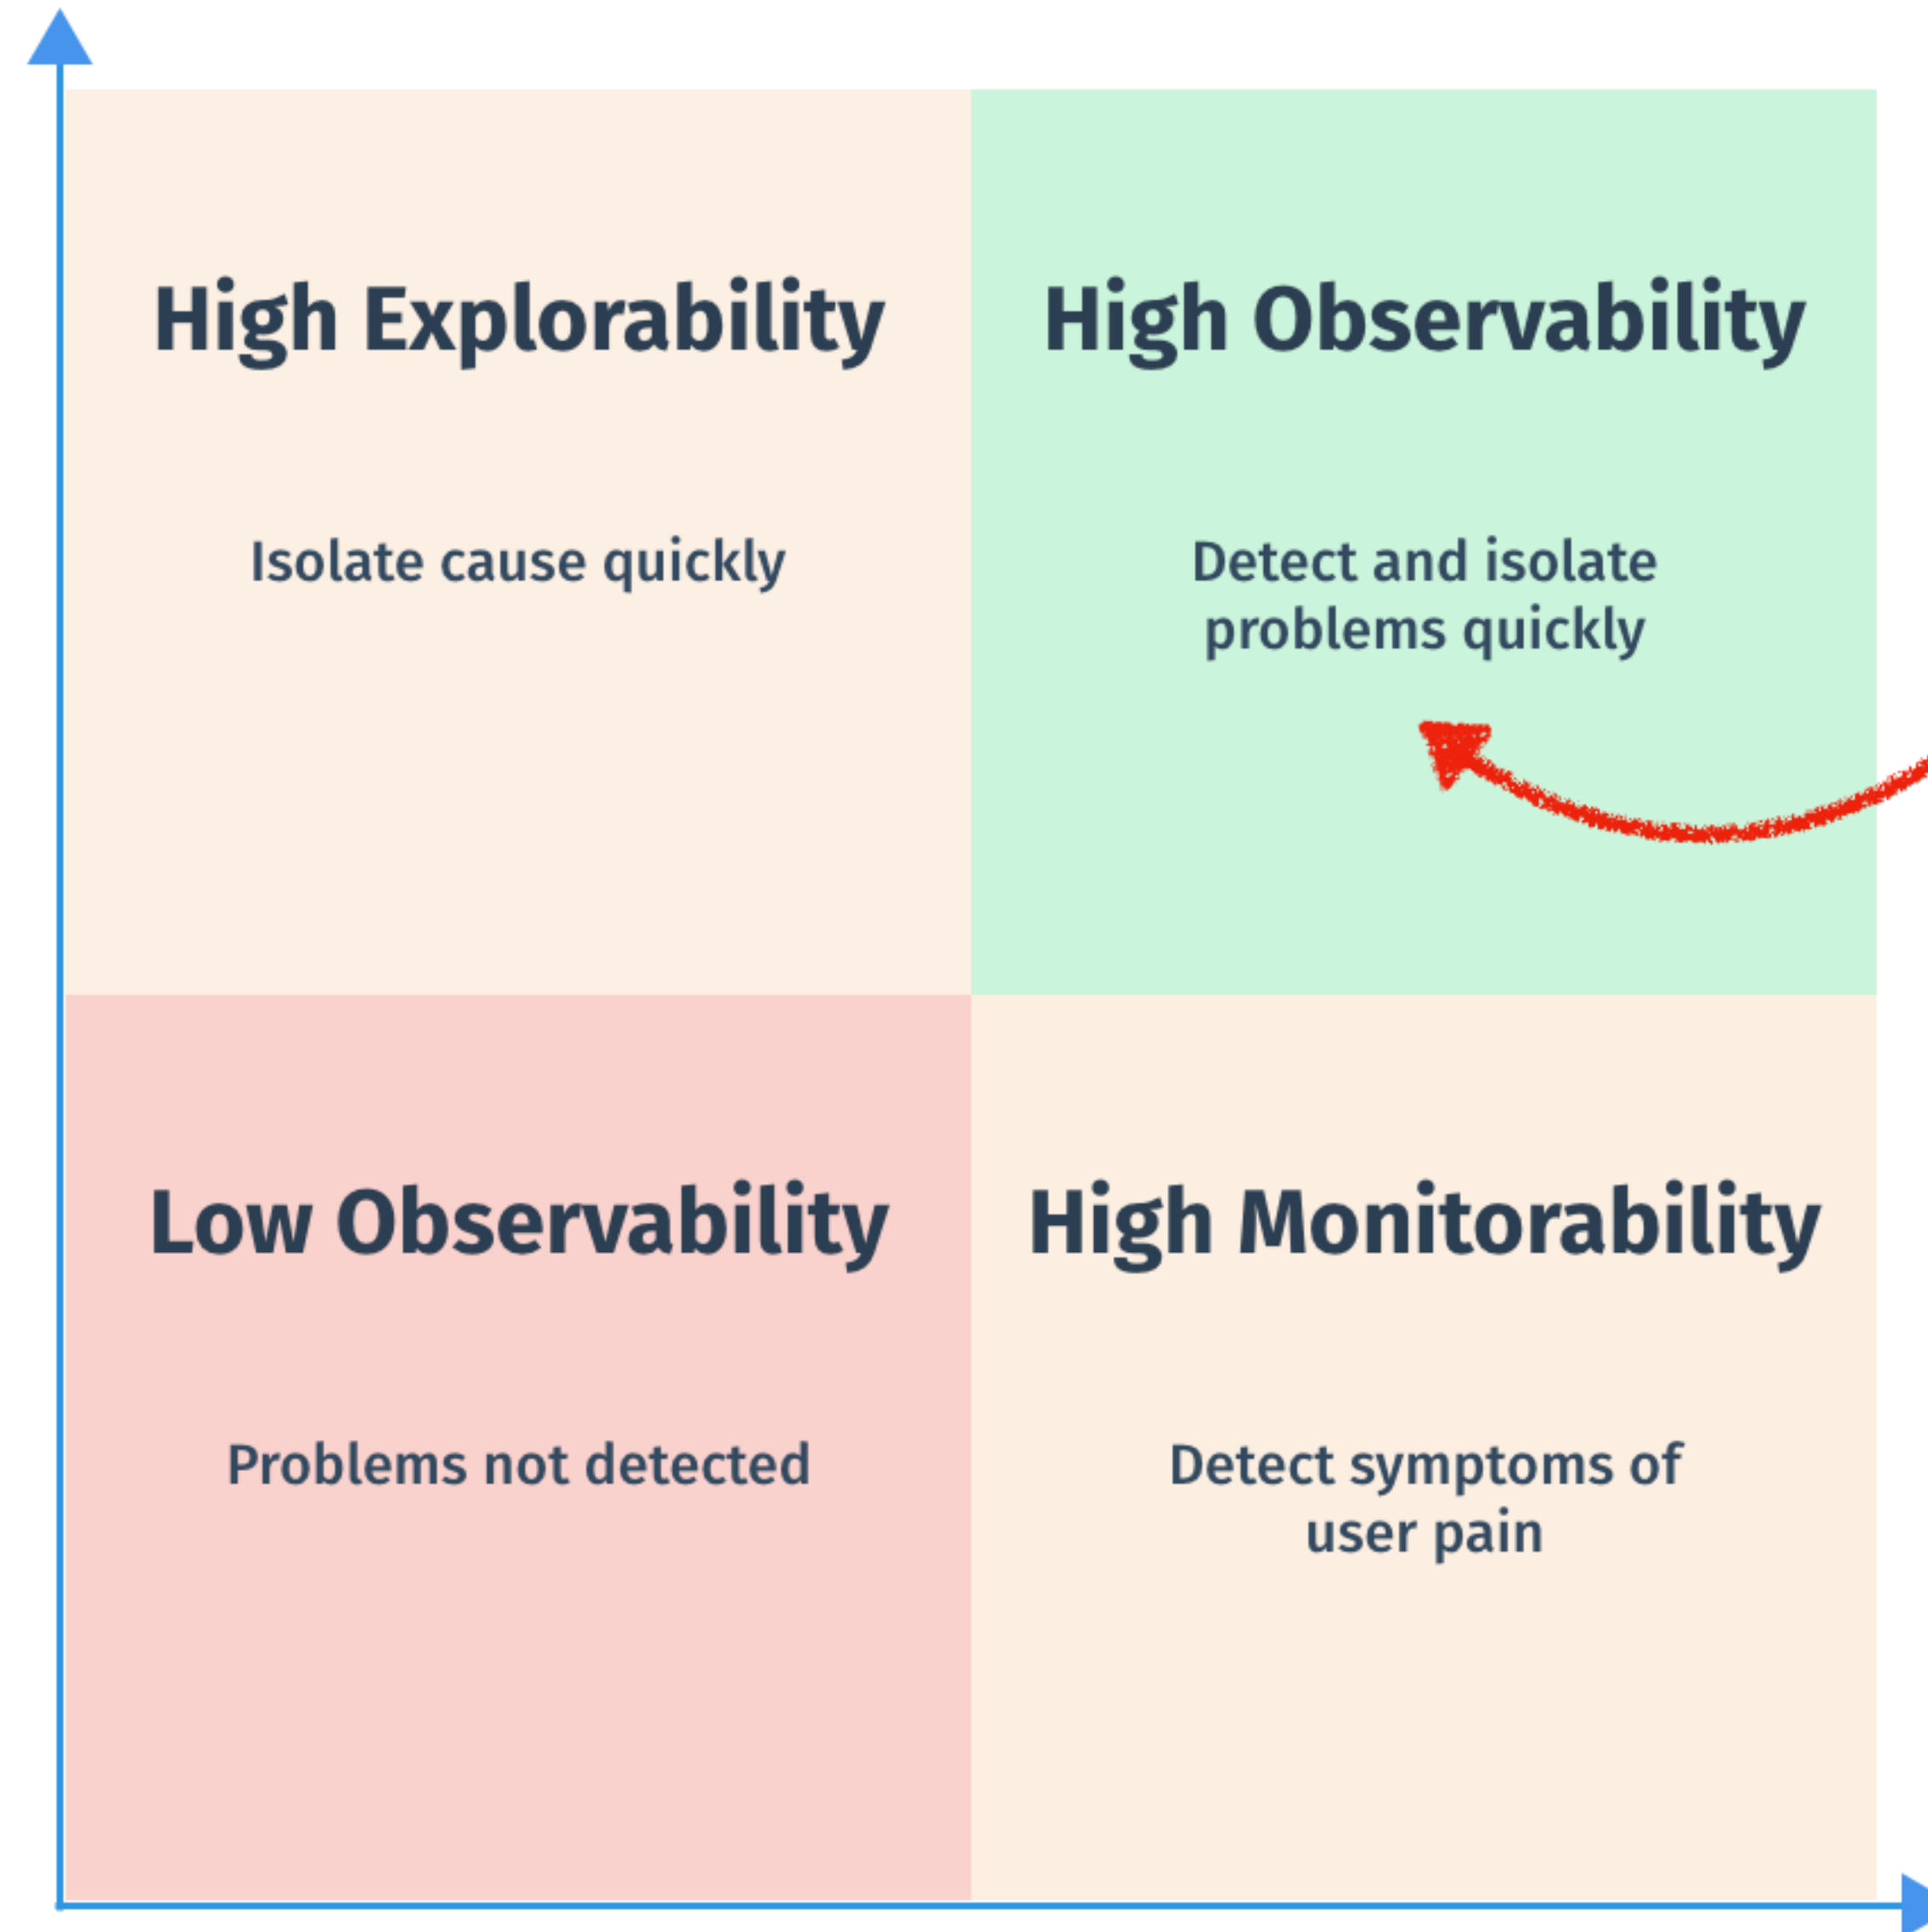 High Explorability
Isolate cause quickly
High Observability
Detect and isolate
problems quickly
Low Observability
Problems not detected
High Monitorability
Detect symptoms of
user pain